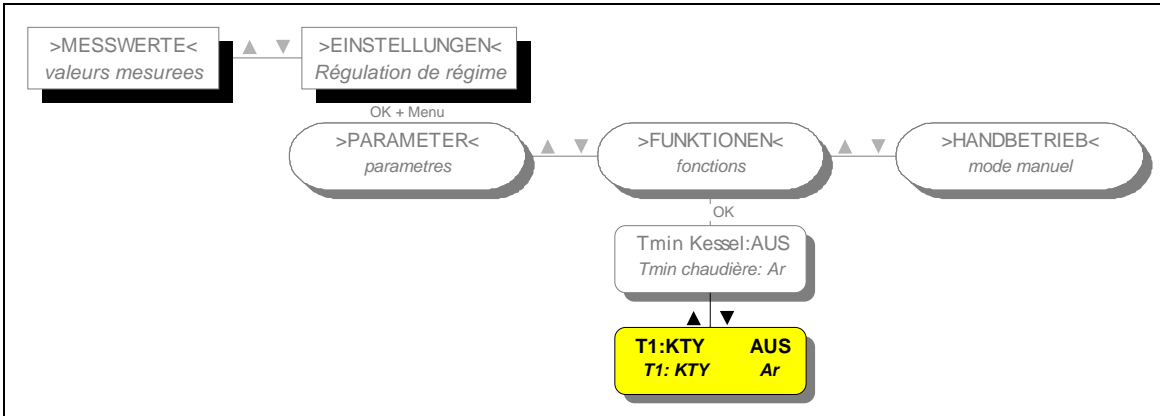 >MESSWERTE<
valeurs mesurees
▲ ▼
>EINSTELLUNGEN<
Régulation de régime
OK + Menu
>PARAMETER<
parametres
▲ ▼
>FUNKTIONEN<
fonctions
▲ ▼
>HANDBETRIEB<
mode manuel
OK
Tmin Kessel:AUS
Tmin chaudière: Ar
▲ ▼
T1:KTY AUS
T1: KTY Ar